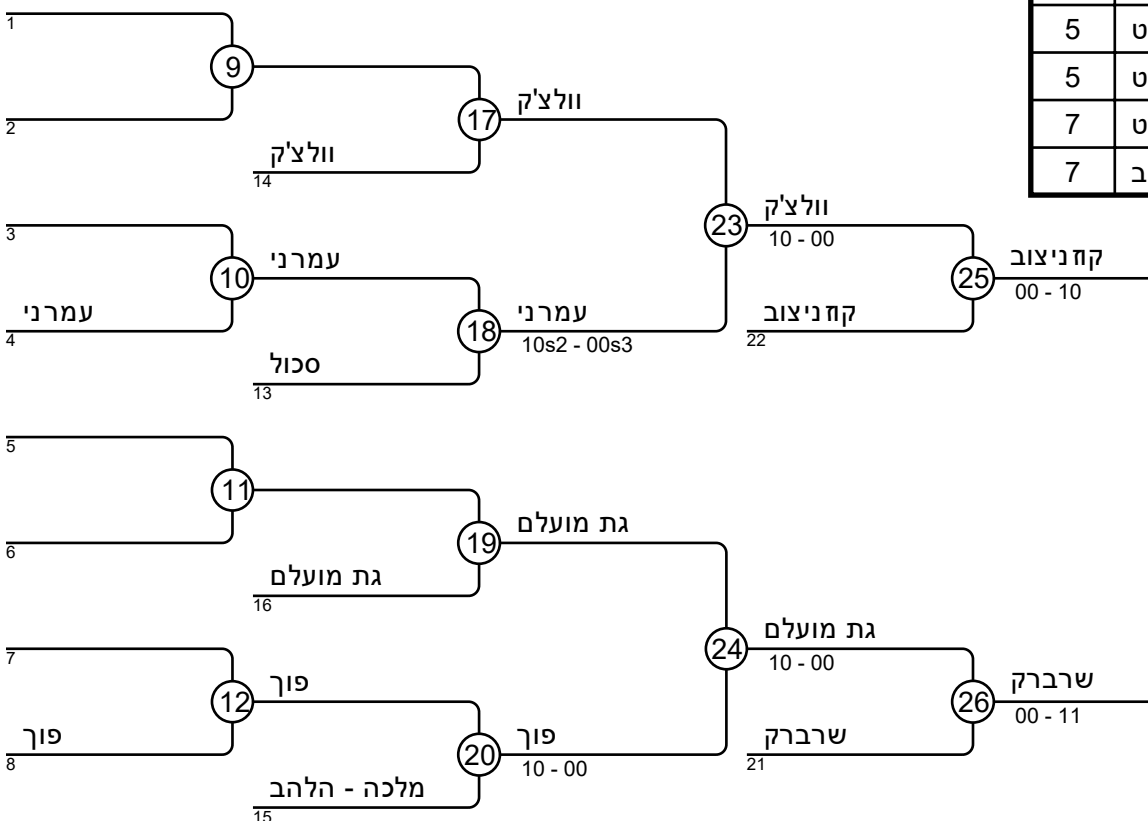 1
5 ט
9
5 ט
וולצ'ק
2
17
7 ט
וולצ'ק
14
7 ב
וולצ'ק
3
23
10 - 00
עמרני
10
קוזניצוב
25
00 - 10
עמרני
4
עמרני
18
10s2 - 00s3
קוזניצוב
22
סכול
13
5
11
גת מועלם
6
19
גת מועלם
16
גת מועלם
7
24
10 - 00
פוך
12
שרברק
26
00 - 11
פוך
8
פוך
20
10 - 00
שרברק
21
מלכה - הלהב
15